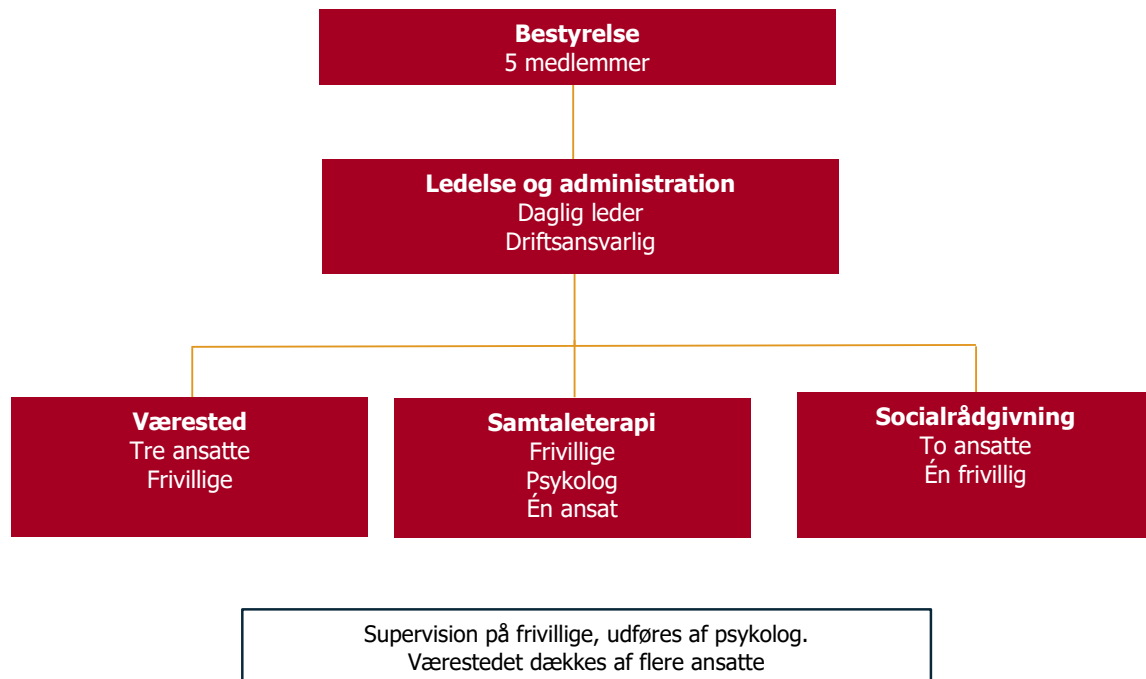 Bestyrelse
5 medlemmer
Ledelse og administration
Daglig leder
Driftsansvarlig
Værested
Tre ansatte
Frivillige
Samtaleterapi
Frivillige
Psykolog
Én ansat
Socialrådgivning
To ansatte
Én frivillig
Supervision på frivillige, udføres af psykolog.
Værestedet dækkes af flere ansatte